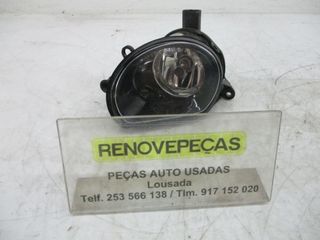 RENOVEPEÇAS
PEÇAS AUTO USADAS
Lousada
Telf. 253 566 138 / Tlm. 917 152 020